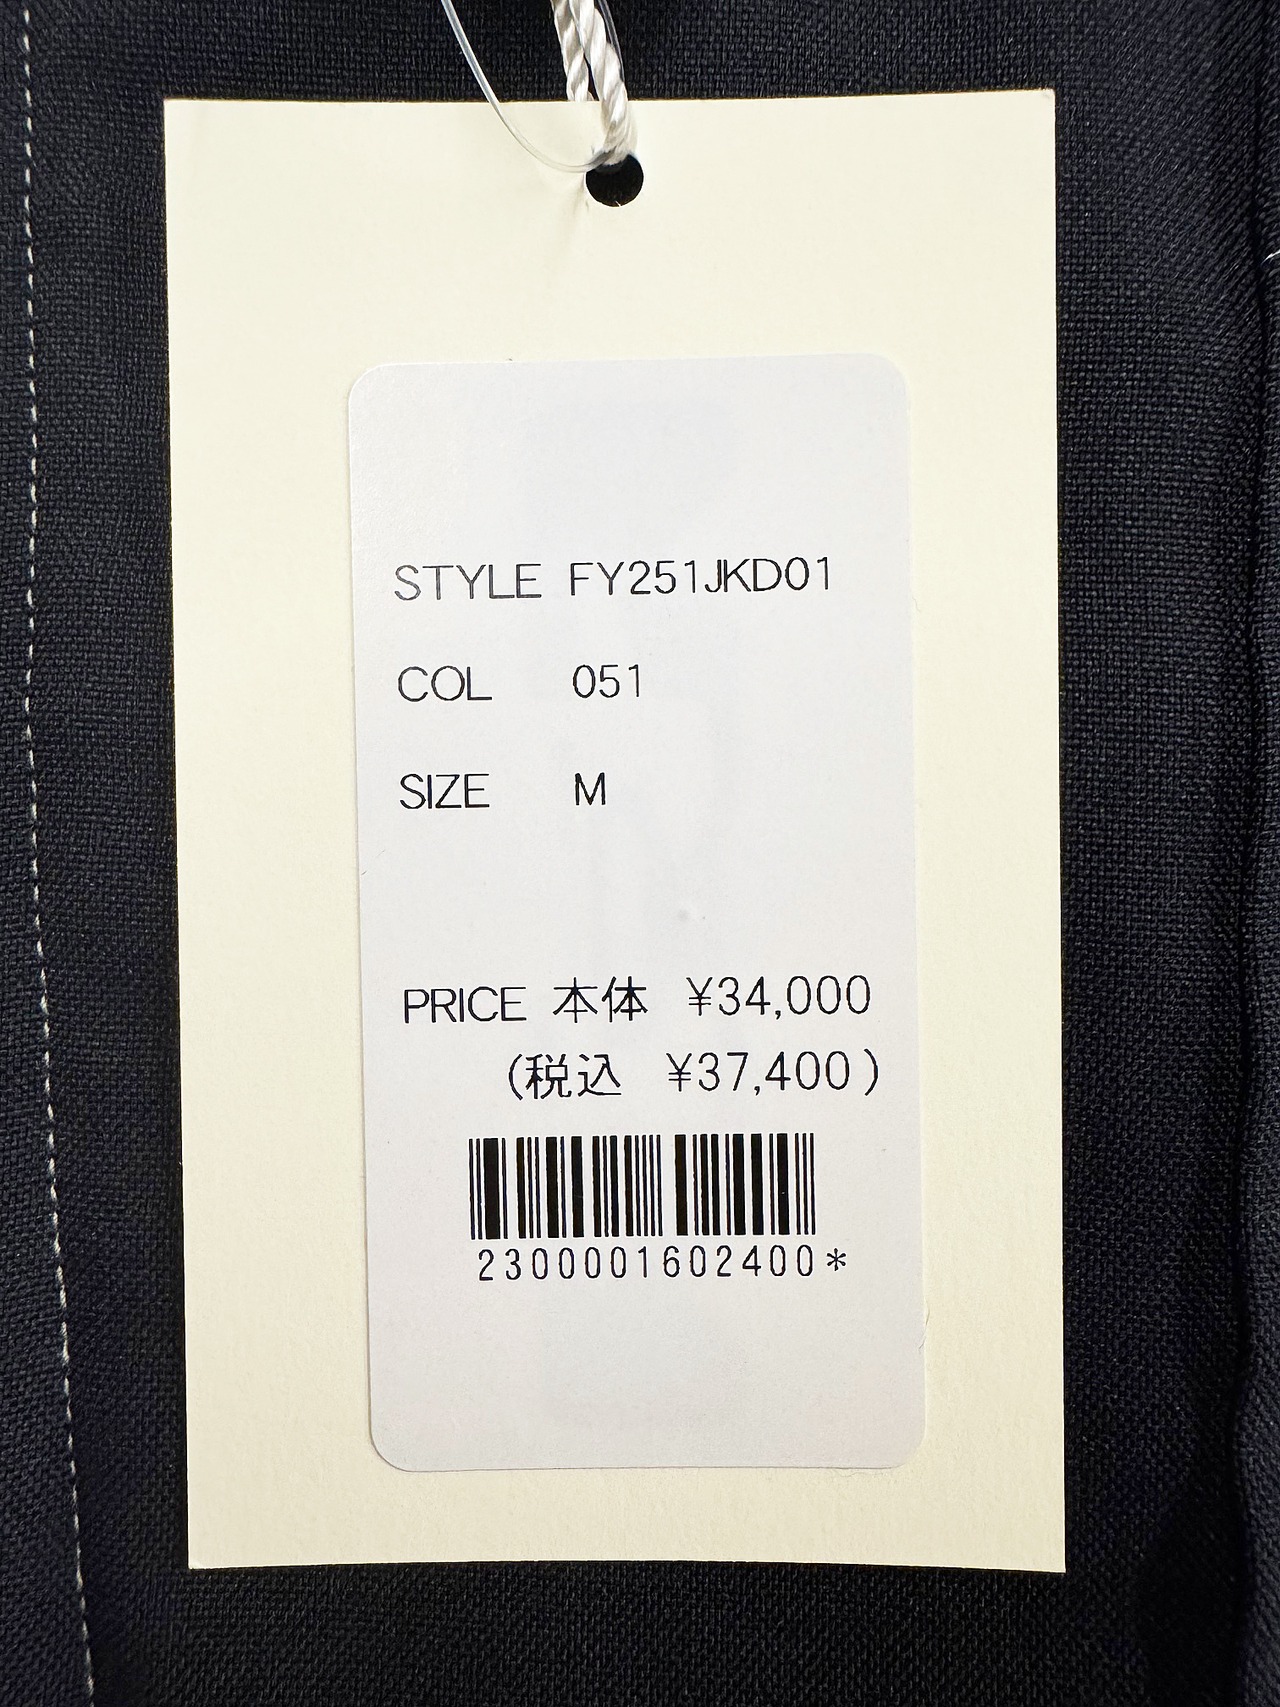 STYLE FY251JKD01
COL 051
SIZE M
PRICE 本体 ¥34,000
(税込 ¥37,400)
2300001602400*